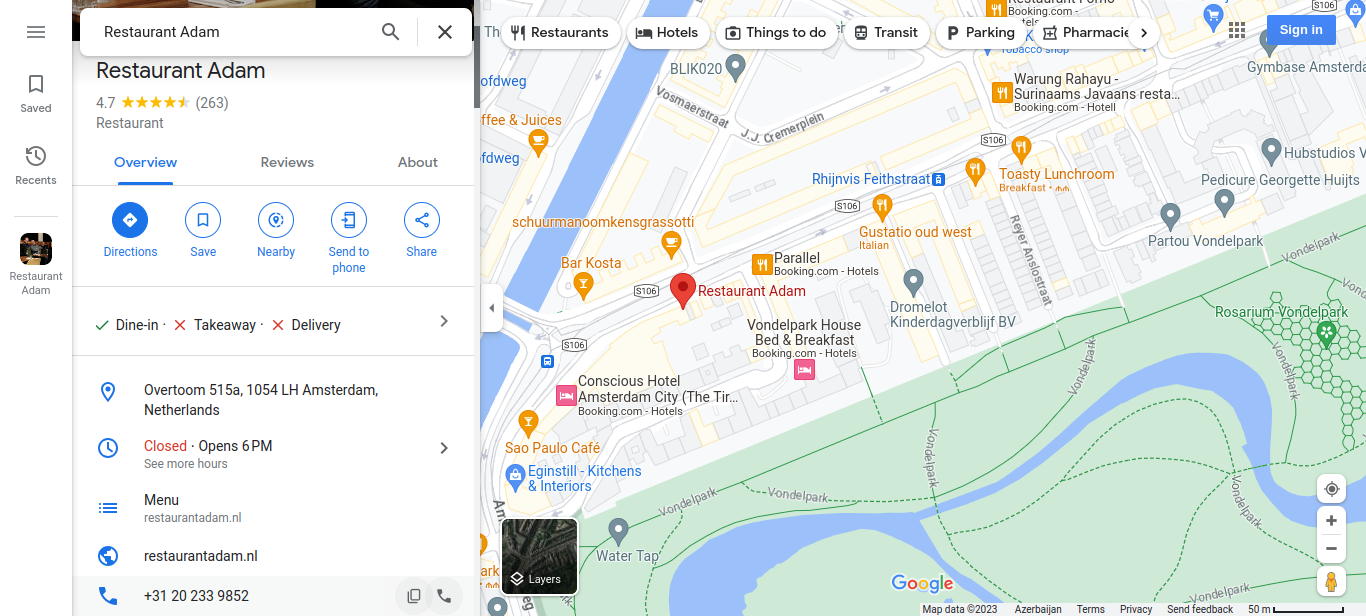 Restaurant Adam
Saved
Recents
Restaurant
Adam
Restaurant Adam
4.7 (263)
Restaurant
Overview
Reviews
About
Directions
Save
Nearby
Send to
phone
Share
Dine-in · Takeaway · Delivery
Overtoom 515a, 1054 LH Amsterdam,
Netherlands
Closed · Opens 6 PM
See more hours
Menu
restaurantadam.nl
restaurantadam.nl
+31 20 233 9852
Restaurants
Hotels
Things to do
Transit
Parking
Pharmacie
Sign in
Booking.com -
S106
BLIK020
Tobacco shop
Gymbase Amsterda
ofdweg
Vosmaerstraat
J.J. Cremerplein
Warung Rahayu -
Surinaams Javaans resta...
Booking.com - Hotell
ffee & Juices
ofdweg
S106
Hubstudios V
Rhijnvis Feithstraat
Toasty Lunchroom
Breakfast •
Pedicure Georgette Huijts
S106
schuurmanoomkensgrassotti
Gustatio oud west
Italian
Reyer Anslostraat
Partou Vondelpark
Vondelpark
Bar Kosta
Parallel
Booking.com - Hotels
S106
Restaurant Adam
Dromelot
Kinderdagverblijf BV
Rosarium Vondelpark
Vondelpark House
Bed & Breakfast
Booking.com - Hotels
S106
Conscious Hotel
Amsterdam City (The Tir...
Booking.com - Hotels
Vondelpark
Sao Paulo Café
Vondelpark
Eginstill - Kitchens
& Interiors
Vondelpark
Vondelpark
Vondelpark
Water Tap
Layers
Google
Vondelpark
Map data ©2023
Azerbaijan
Terms
Privacy
Send feedback
50 m